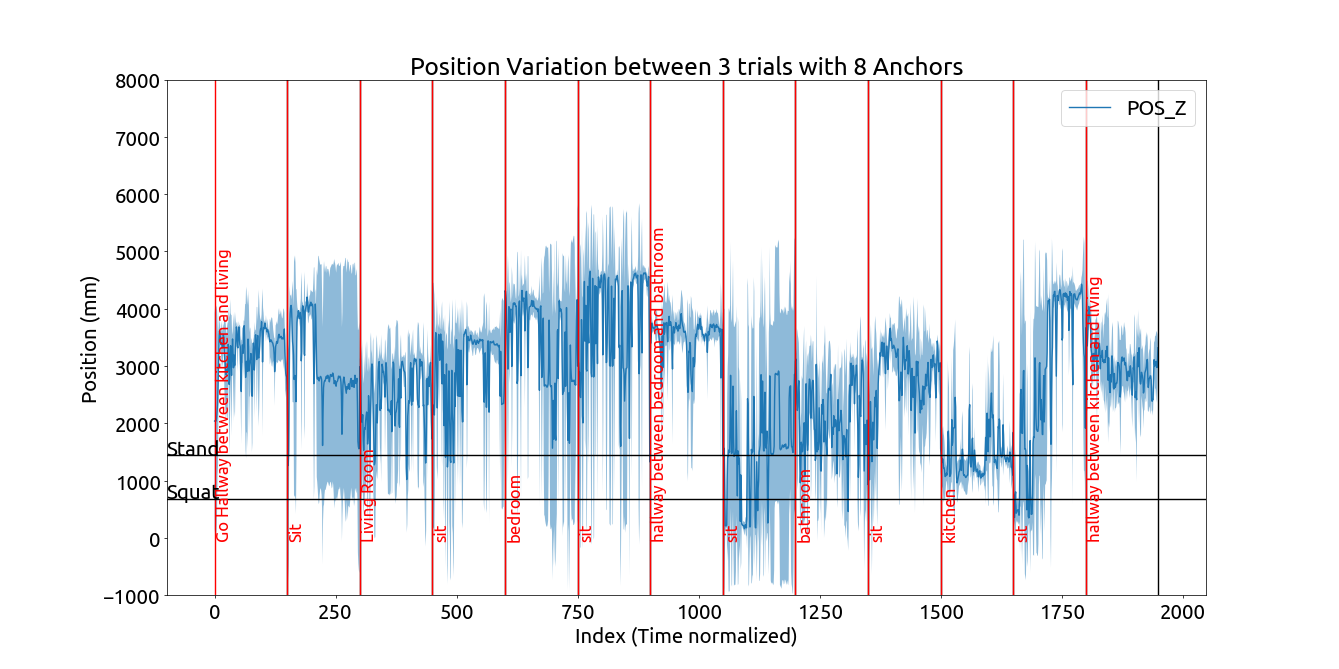 Position Variation between 3 trials with 8 Anchors
POS_Z
8000
7000
6000
5000
4000
3000
2000
1000
0
−1000
Position (mm)
Stand
Squat
Go Hallway between kitchen and living
Sit
Living Room
sit
bedroom
sit
hallway between bedroom and bathroom
sit
bathroom
sit
kitchen
sit
hallway between kitchen and living
0
250
500
750
1000
1250
1500
1750
2000
Index (Time normalized)